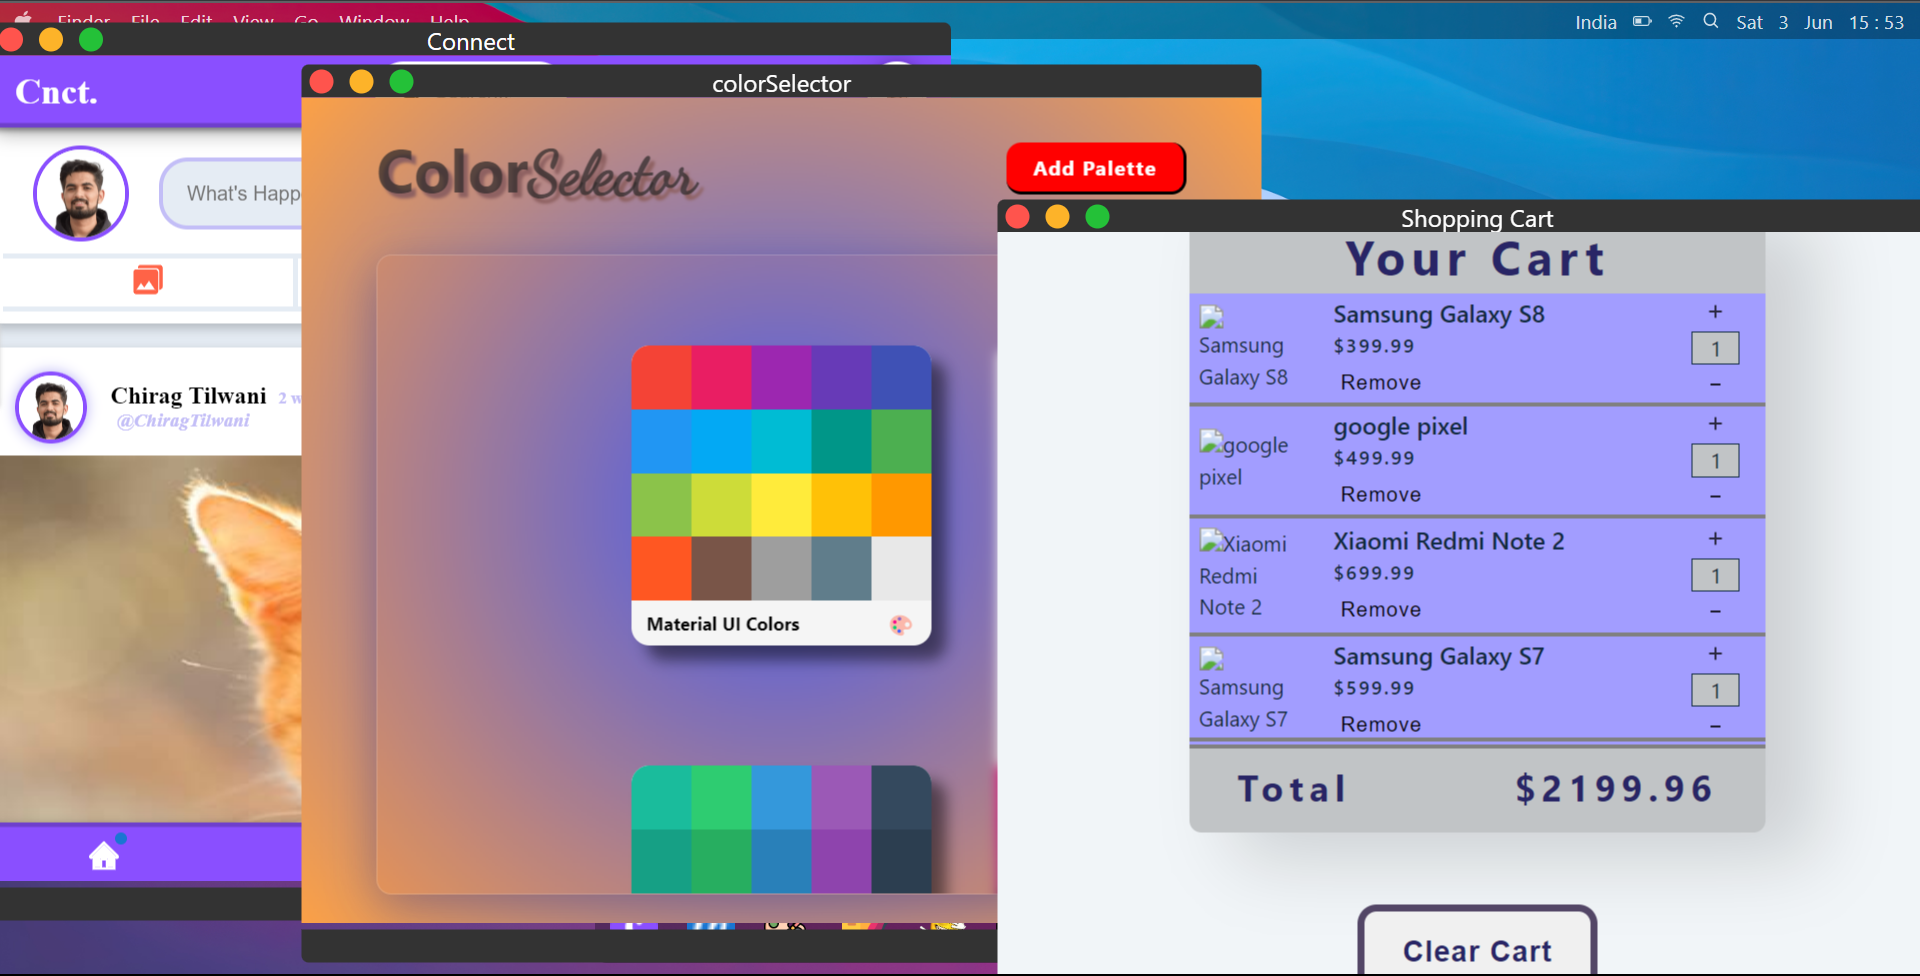 Finder File Edit View Go Window Help
India Sat 3 Jun 15 : 53
Connect
Cnct.
What's Happ
Chirag Tilwani 2 w
@ChiragTilwani
colorSelector
ColorSelector
Add Palette
Material UI Colors
Shopping Cart
Your Cart
Samsung Galaxy S8
Samsung Galaxy S8
$399.99
Remove
+
1
−
google pixel
google pixel
$499.99
Remove
+
1
−
Xiaomi Redmi Note 2
Xiaomi Redmi Note 2
$699.99
Remove
+
1
−
Samsung Galaxy S7
Samsung Galaxy S7
$599.99
Remove
+
1
−
Total $2199.96
Clear Cart